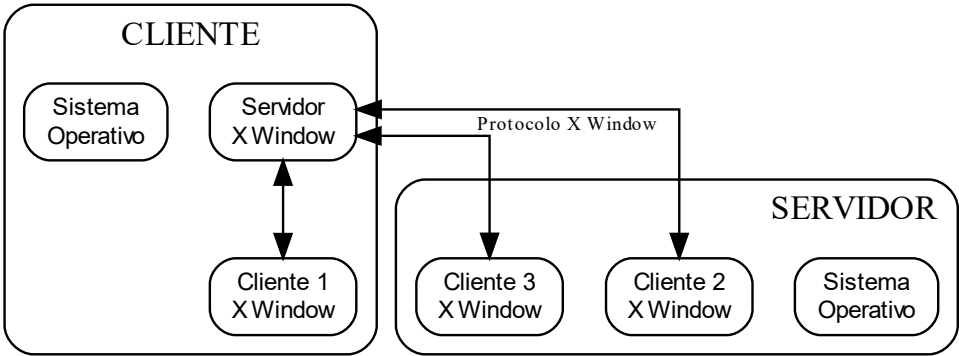 CLIENTE
Sistema
Operativo
Servidor
X Window
Protocolo X Window
Cliente 1
X Window
SERVIDOR
Cliente 3
X Window
Cliente 2
X Window
Sistema
Operativo